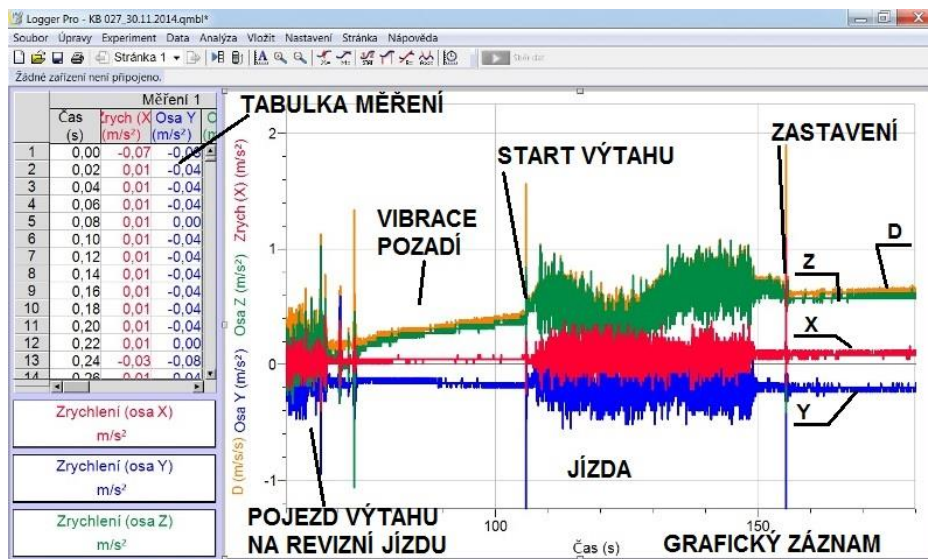 Logger Pro - KB 027_30.11.2014.qmbl*
Soubor Úpravy Experiment Data Analýza Vložit Nastavení Stránka Nápověda
Stránka 1
Sběr dat
Žádné zařízení není připojeno.
Měření 1
Čas Zrych (X Osa Y
(s) (m/s²) (m/s²)
1 0,00 -0,07
2 0,02 0,01 -0,04
3 0,04 0,01 -0,04
4 0,06 0,01 -0,04
5 0,08 0,01 0,00
6 0,10 0,01 -0,04
7 0,12 0,01 -0,04
8 0,14 0,01 -0,04
9 0,16 0,01 -0,04
10 0,18 0,01 -0,04
11 0,20 0,01 -0,04
12 0,22 0,01 0,00
13 0,24 -0,03 -0,08
14 0,26 0,01
Zrychlení (osa X)
m/s²
Zrychlení (osa Y)
m/s²
Zrychlení (osa Z)
m/s²
TABULKA MĚŘENÍ
START VÝTAHU
ZASTAVENÍ
VIBRACE
POZADÍ
D
Z
X
Y
JÍZDA
POJEZD VÝTAHU
NA REVIZNÍ JÍZDU
GRAFICKÝ ZÁZNAM
D (m/s/s) Osa Y (m/s²) Osa Z (m/s²) Zrych (X) (m/s²)
2
1
0
-1
100
150
Čas (s)